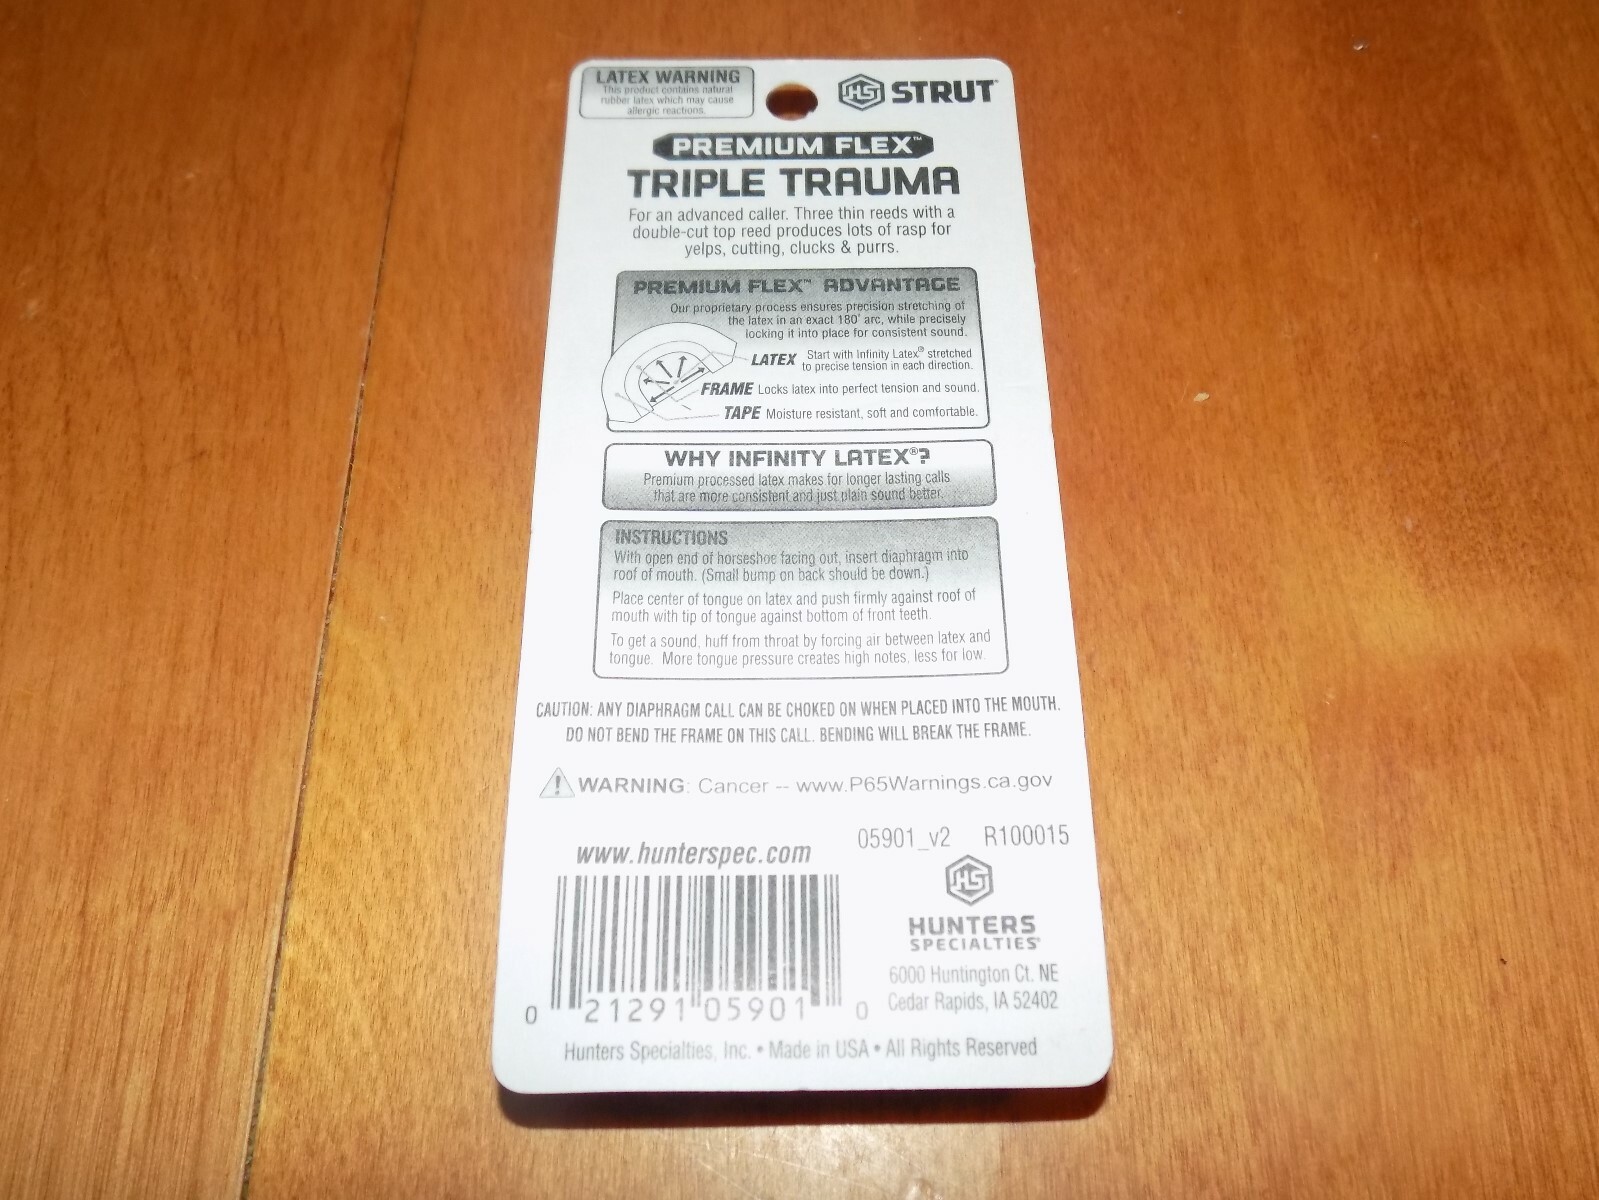 LATEX WARNING
This product contains natural
rubber latex which may cause
allergic reactions.
HS STRUT™
PREMIUM FLEX™
TRIPLE TRAUMA
For an advanced caller. Three thin reeds with a
double-cut top reed produces lots of rasp for
yelps, cutting, clucks & purrs.
PREMIUM FLEX™ ADVANTAGE
Our proprietary process ensures precision stretching of
the latex in an exact 180° arc, while precisely
locking it into place for consistent sound.
LATEX Start with Infinity Latex® stretched
to precise tension in each direction.
FRAME Locks latex into perfect tension and sound.
TAPE Moisture resistant, soft and comfortable.
WHY INFINITY LATEX®?
Premium processed latex makes for longer lasting calls
that are more consistent and just plain sound better.
INSTRUCTIONS
With open end of horseshoe facing out, insert diaphragm into
roof of mouth. (Small bump on back should be down.)
Place center of tongue on latex and push firmly against roof of
mouth with tip of tongue against bottom of front teeth.
To get a sound, huff from throat by forcing air between latex and
tongue. More tongue pressure creates high notes, less for low.
CAUTION: ANY DIAPHRAGM CALL CAN BE CHOKED ON WHEN PLACED INTO THE MOUTH.
DO NOT BEND THE FRAME ON THIS CALL. BENDING WILL BREAK THE FRAME.
WARNING: Cancer -- www.P65Warnings.ca.gov
05901_v2 R100015
www.hunterspec.com
HS
HUNTERS
SPECIALTIES®
6000 Huntington Ct. NE
Cedar Rapids, IA 52402
0 21291 05901 0
Hunters Specialties, Inc. • Made in USA • All Rights Reserved